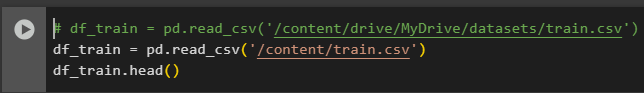 # df_train = pd.read_csv('/content/drive/MyDrive/datasets/train.csv')
df_train = pd.read_csv('/content/train.csv')
df_train.head()